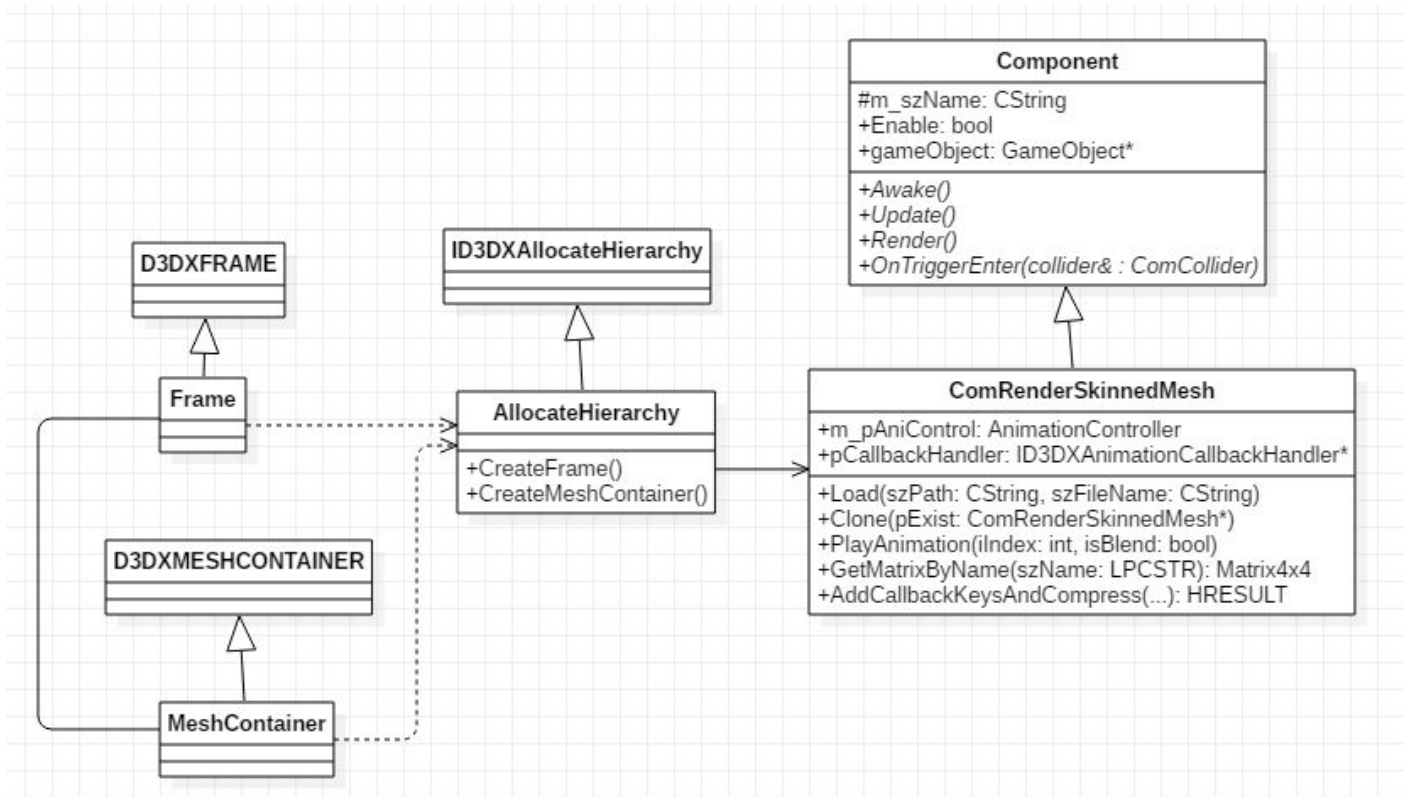 Component
#m_szName: CString
+Enable: bool
+gameObject: GameObject*
+Awake()
+Update()
+Render()
+OnTriggerEnter(collider& : ComCollider)
D3DXFRAME
ID3DXAllocateHierarchy
Frame
AllocateHierarchy
+CreateFrame()
+CreateMeshContainer()
ComRenderSkinnedMesh
+m_pAniControl: AnimationController
+pCallbackHandler: ID3DXAnimationCallbackHandler*
+Load(szPath: CString, szFileName: CString)
+Clone(pExist: ComRenderSkinnedMesh*)
+PlayAnimation(iIndex: int, isBlend: bool)
+GetMatrixByName(szName: LPCSTR): Matrix4x4
+AddCallbackKeysAndCompress(...): HRESULT
D3DXMESHCONTAINER
MeshContainer